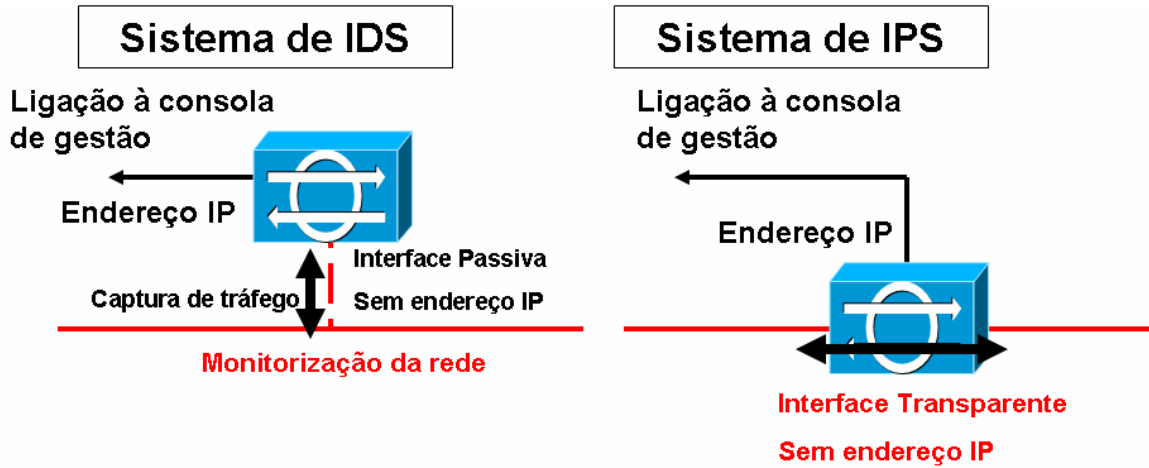 Sistema de IDS
Ligação à consola
de gestão
Endereço IP
Interface Passiva
Captura de tráfego
Sem endereço IP
Monitorização da rede
Sistema de IPS
Ligação à consola
de gestão
Endereço IP
Interface Transparente
Sem endereço IP